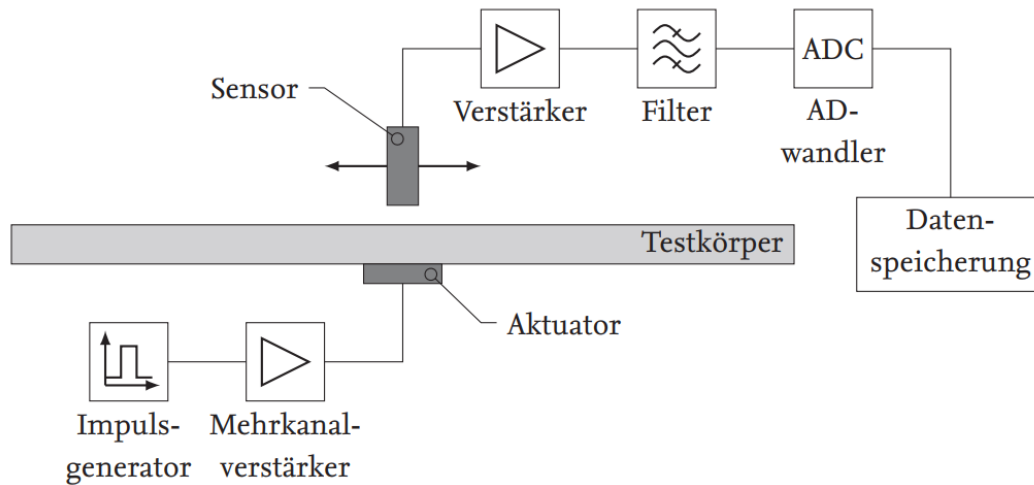 Sensor
Verstärker
Filter
ADC
AD-
wandler
Daten-
speicherung
Testkörper
Aktuator
Impuls-
generator
Mehrkanal-
verstärker